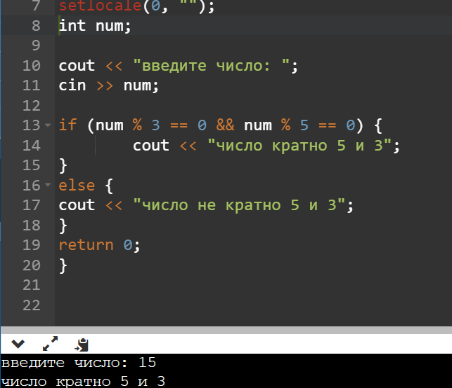 7 setlocale(0, "");
8 int num;
9
10 cout << "введите число: ";
11 cin >> num;
12
13 if (num % 3 == 0 && num % 5 == 0) {
14 cout << "число кратно 5 и 3";
15 }
16 else {
17 cout << "число не кратно 5 и 3";
18 }
19 return 0;
20 }
21
22
введите число: 15
число кратно 5 и 3